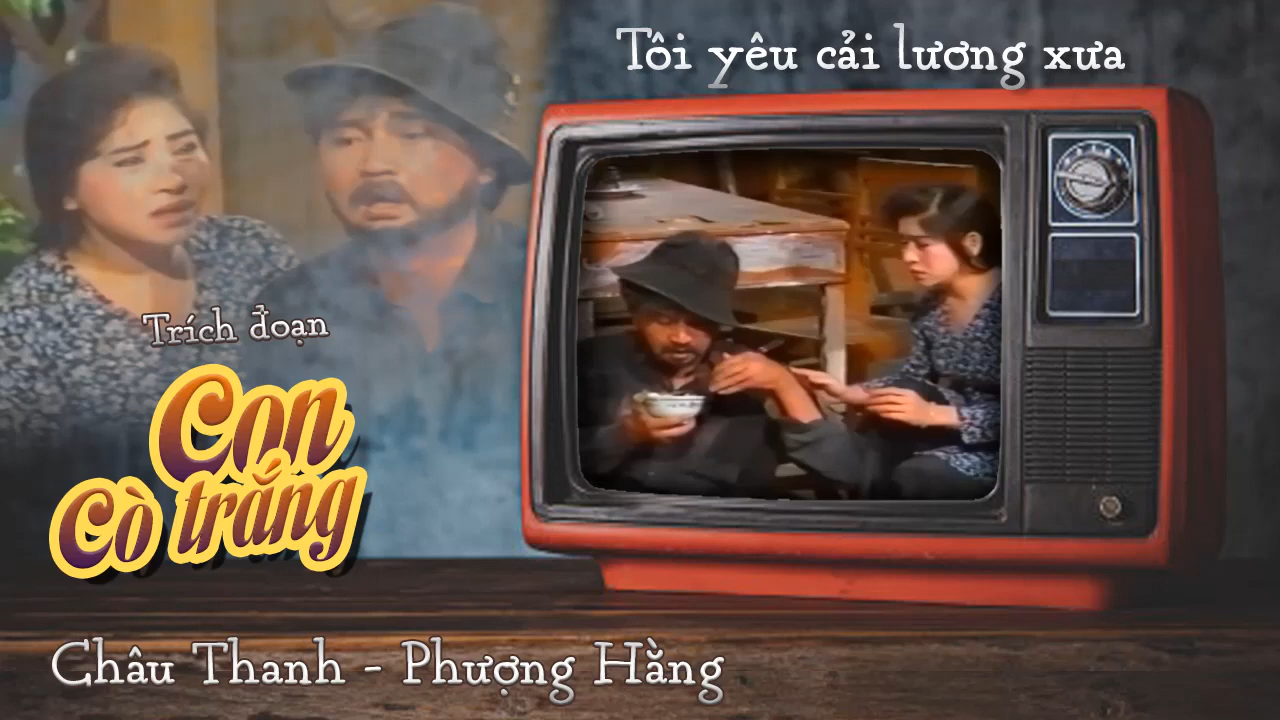 Tôi yêu cải lương xưa
Trích đoạn
Con
Cò trắng
Châu Thanh - Phượng Hằng